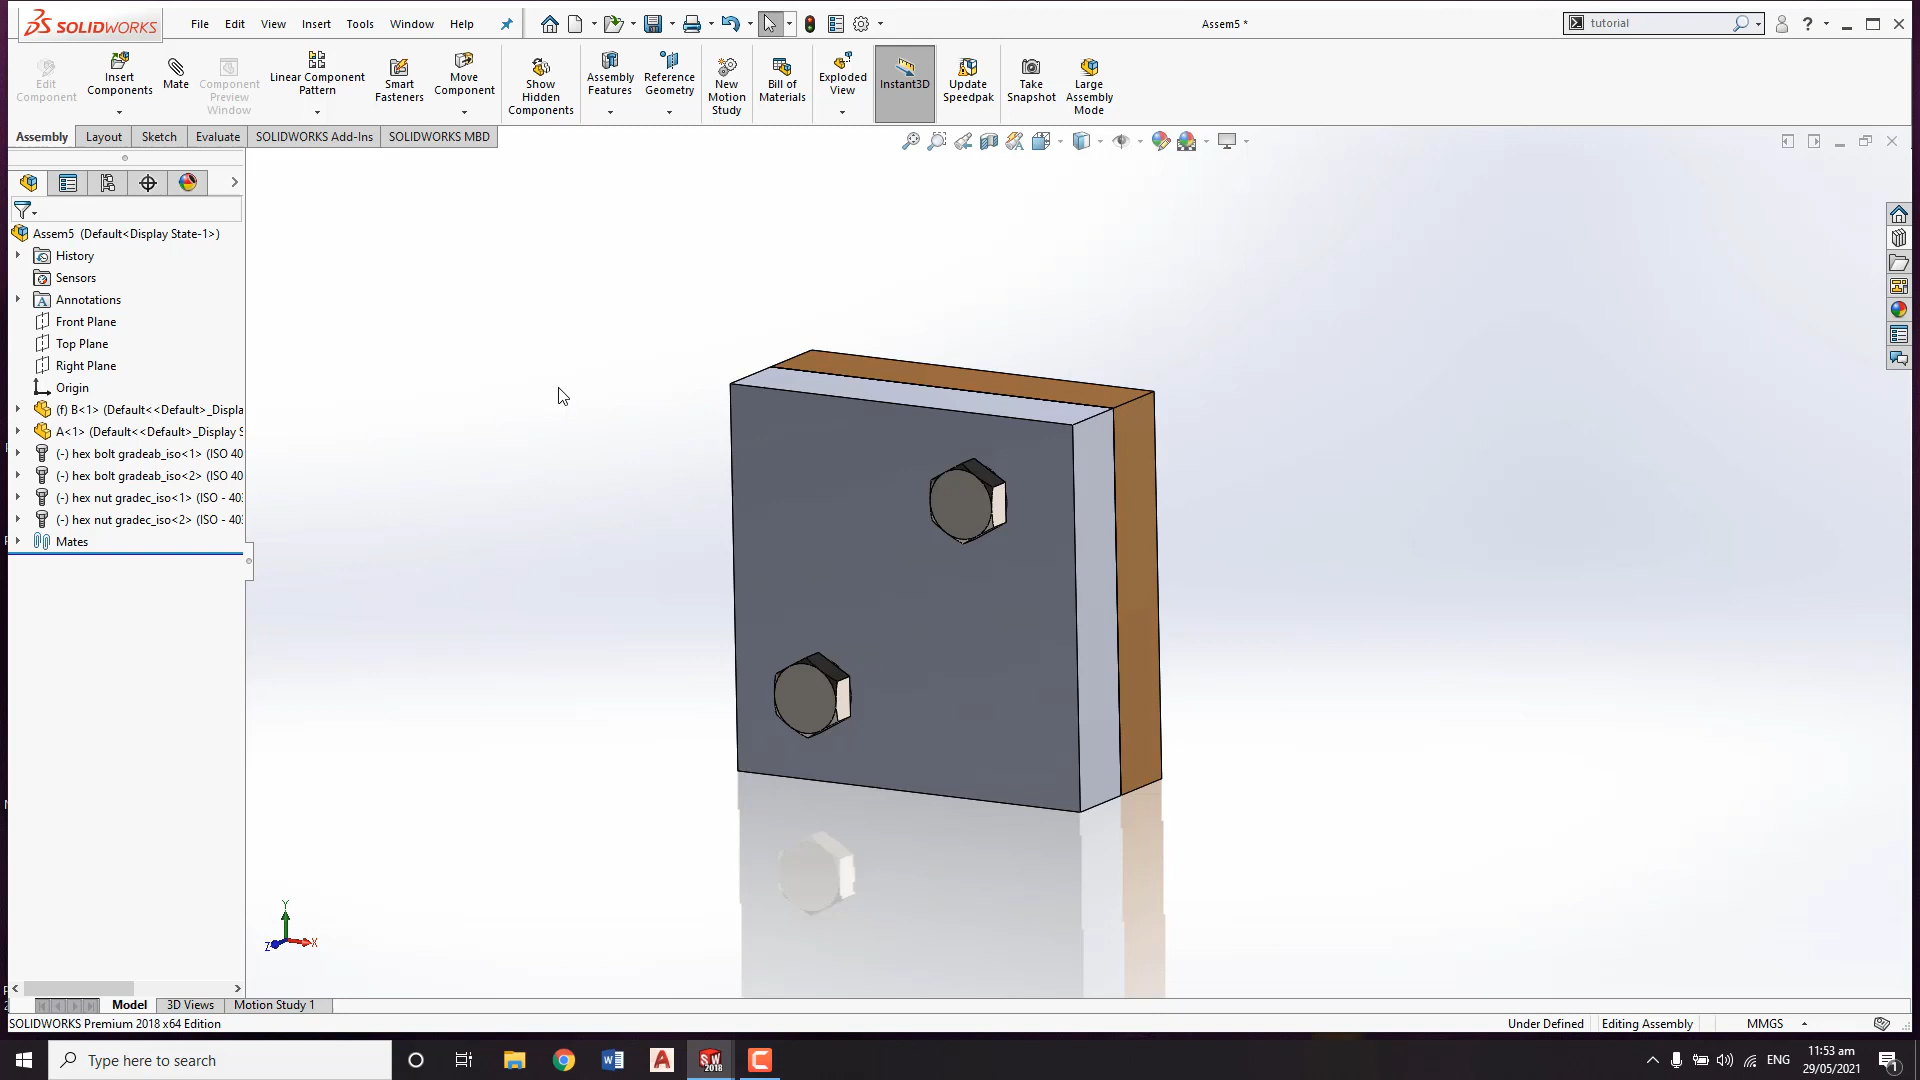 SOLIDWORKS File Edit View Insert Tools Window Help Assem5 * tutorial ?
Edit Component
Insert Components
Mate
Component Preview Window
Linear Component Pattern
Smart Fasteners
Move Component
Show Hidden Components
Assembly Features
Reference Geometry
New Motion Study
Bill of Materials
Exploded View
Instant3D
Update Speedpak
Take Snapshot
Large Assembly Mode
Assembly Layout Sketch Evaluate SOLIDWORKS Add-Ins SOLIDWORKS MBD
Assem5 (Default<Display State-1>)
History
Sensors
Annotations
Front Plane
Top Plane
Right Plane
Origin
(f) B<1> (Default<<Default>_Displa
A<1> (Default<<Default>_Display S
(-) hex bolt gradeab_iso<1> (ISO 40
(-) hex bolt gradeab_iso<2> (ISO 40
(-) hex nut gradec_iso<1> (ISO - 40
(-) hex nut gradec_iso<2> (ISO - 40
Mates
Y
Z X
Model 3D Views Motion Study 1
SOLIDWORKS Premium 2018 x64 Edition Under Defined Editing Assembly MMGS
Type here to search
ENG
11:53 am
29/05/2021